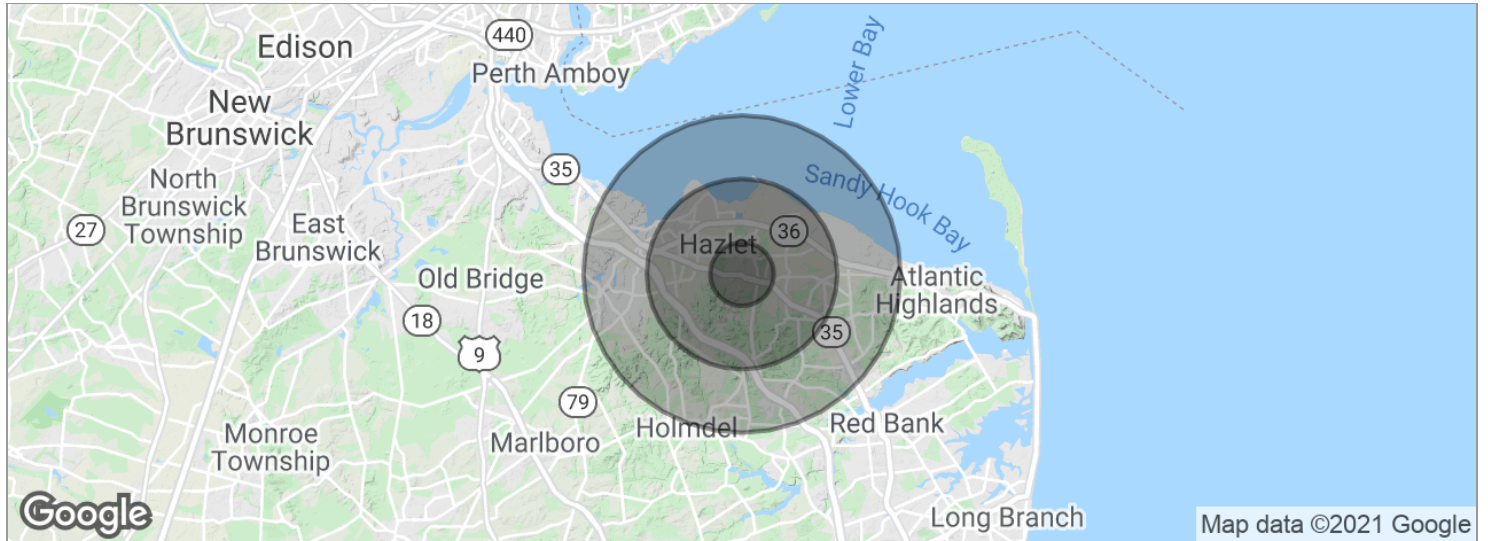 Edison
440
Perth Amboy
Lower Bay
New
Brunswick
35
North
Brunswick
Township
Sandy Hook Bay
27
East
Brunswick
36
Hazlet
Old Bridge
Atlantic
Highlands
18
35
9
79
Holmdel
Red Bank
Monroe
Township
Marlboro
Google
Long Branch
Map data ©2021 Google